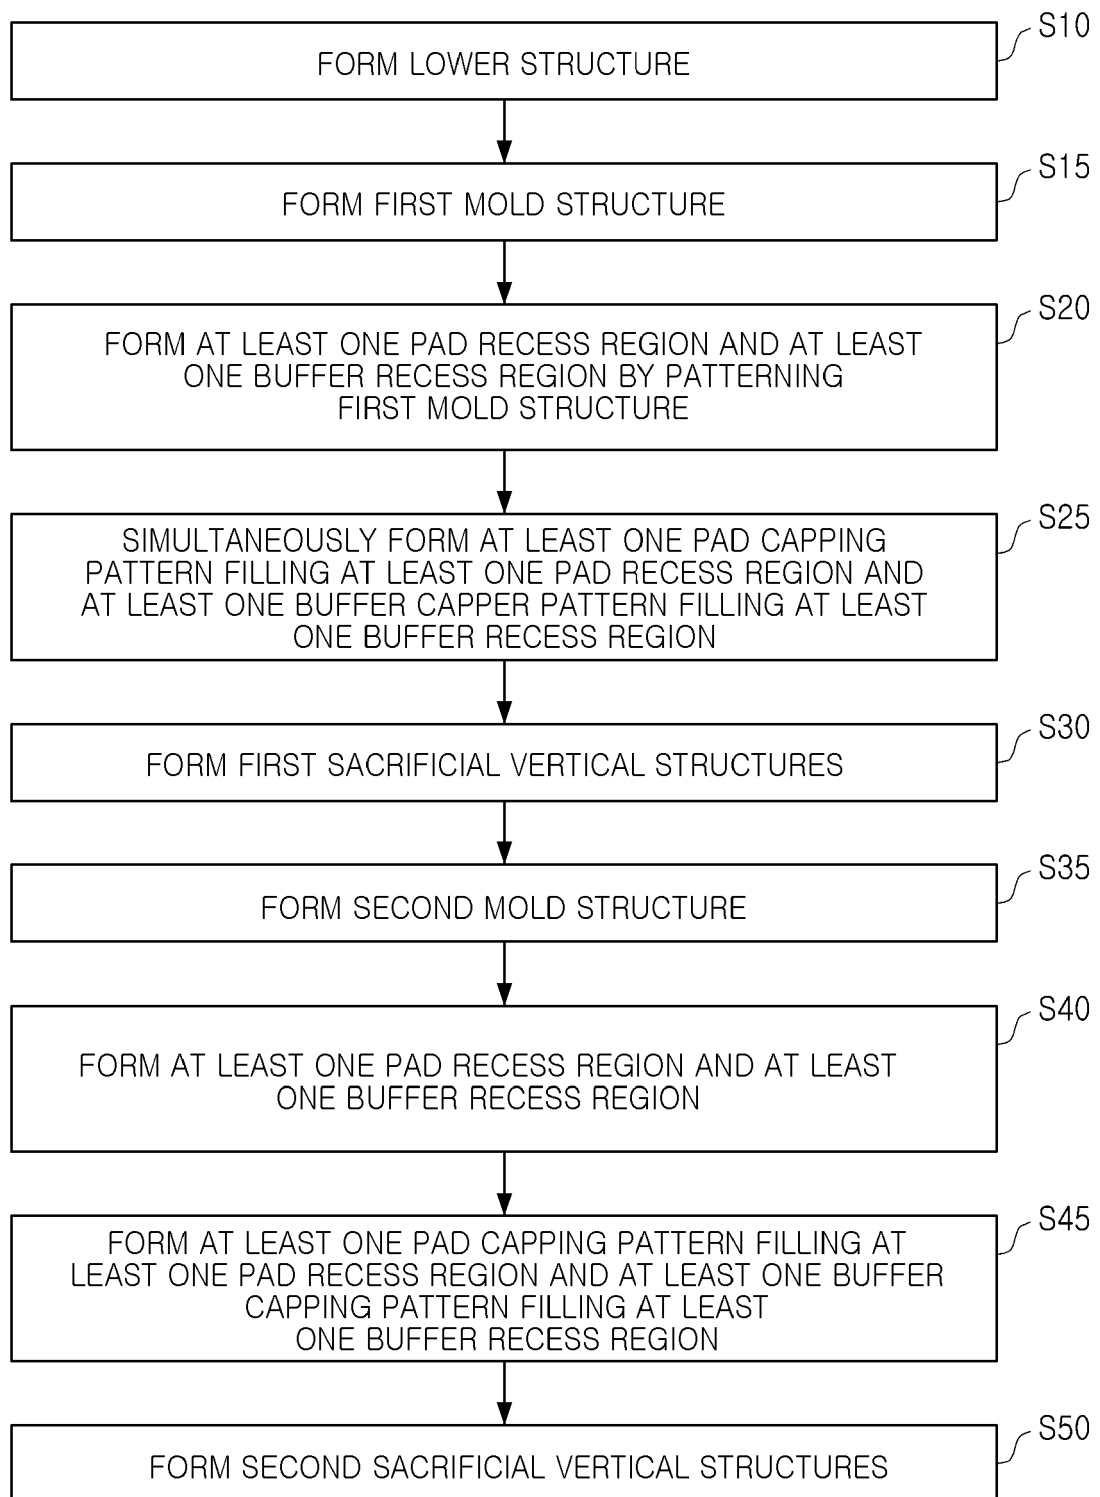 S10
FORM LOWER STRUCTURE
S15
FORM FIRST MOLD STRUCTURE
S20
FORM AT LEAST ONE PAD RECESS REGION AND AT LEAST
ONE BUFFER RECESS REGION BY PATTERNING
FIRST MOLD STRUCTURE
S25
SIMULTANEOUSLY FORM AT LEAST ONE PAD CAPPING
PATTERN FILLING AT LEAST ONE PAD RECESS REGION AND
AT LEAST ONE BUFFER CAPPER PATTERN FILLING AT LEAST
ONE BUFFER RECESS REGION
S30
FORM FIRST SACRIFICIAL VERTICAL STRUCTURES
S35
FORM SECOND MOLD STRUCTURE
S40
FORM AT LEAST ONE PAD RECESS REGION AND AT LEAST
ONE BUFFER RECESS REGION
S45
FORM AT LEAST ONE PAD CAPPING PATTERN FILLING AT
LEAST ONE PAD RECESS REGION AND AT LEAST ONE BUFFER
CAPPING PATTERN FILLING AT LEAST
ONE BUFFER RECESS REGION
S50
FORM SECOND SACRIFICIAL VERTICAL STRUCTURES